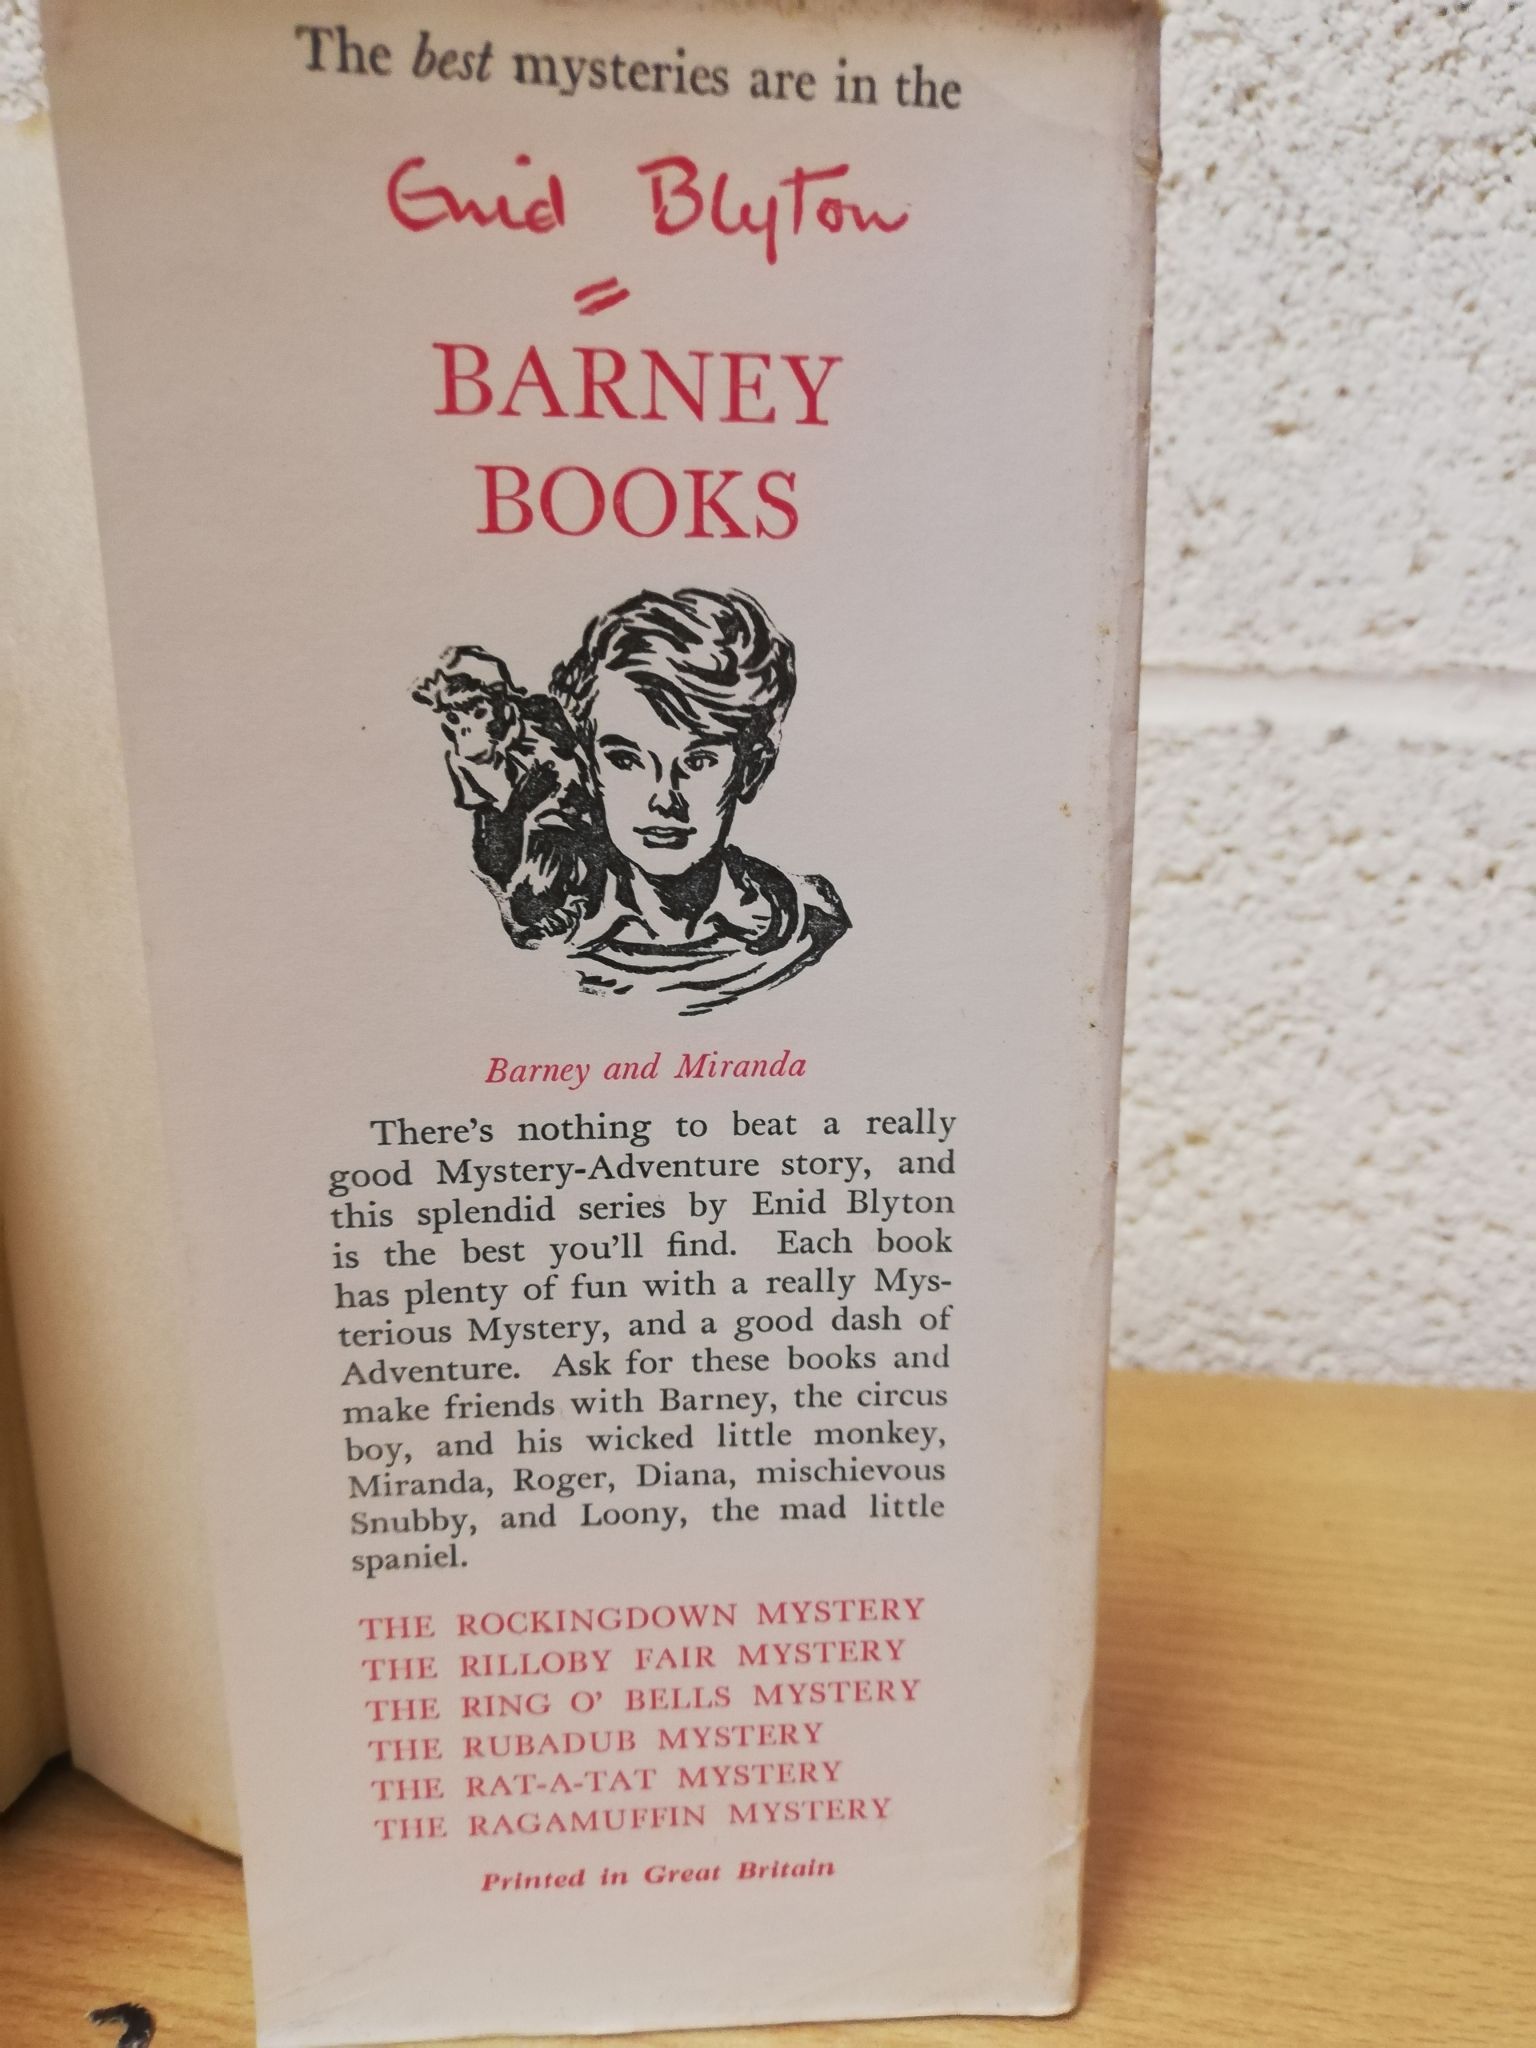 The best mysteries are in the
Enid Blyton
BARNEY
BOOKS
Barney and Miranda
There's nothing to beat a really
good Mystery-Adventure story, and
this splendid series by Enid Blyton
is the best you'll find. Each book
has plenty of fun with a really Mys-
terious Mystery, and a good dash of
Adventure. Ask for these books and
make friends with Barney, the circus
boy, and his wicked little monkey,
Miranda, Roger, Diana, mischievous
Snubby, and Loony, the mad little
spaniel.
THE ROCKINGDOWN MYSTERY
THE RILLOBY FAIR MYSTERY
THE RING O' BELLS MYSTERY
THE RUBADUB MYSTERY
THE RAT-A-TAT MYSTERY
THE RAGAMUFFIN MYSTERY
Printed in Great Britain